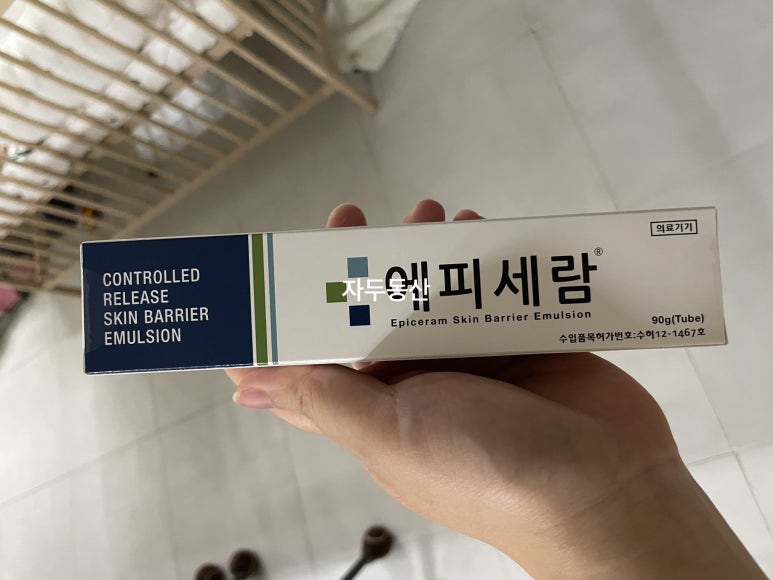 CONTROLLED
RELEASE
SKIN BARRIER
EMULSION
에피세람®
자두동산
Epiceram Skin Barrier Emulsion
의료기기
90g(Tube)
수입품목허가번호:수허12-1467호